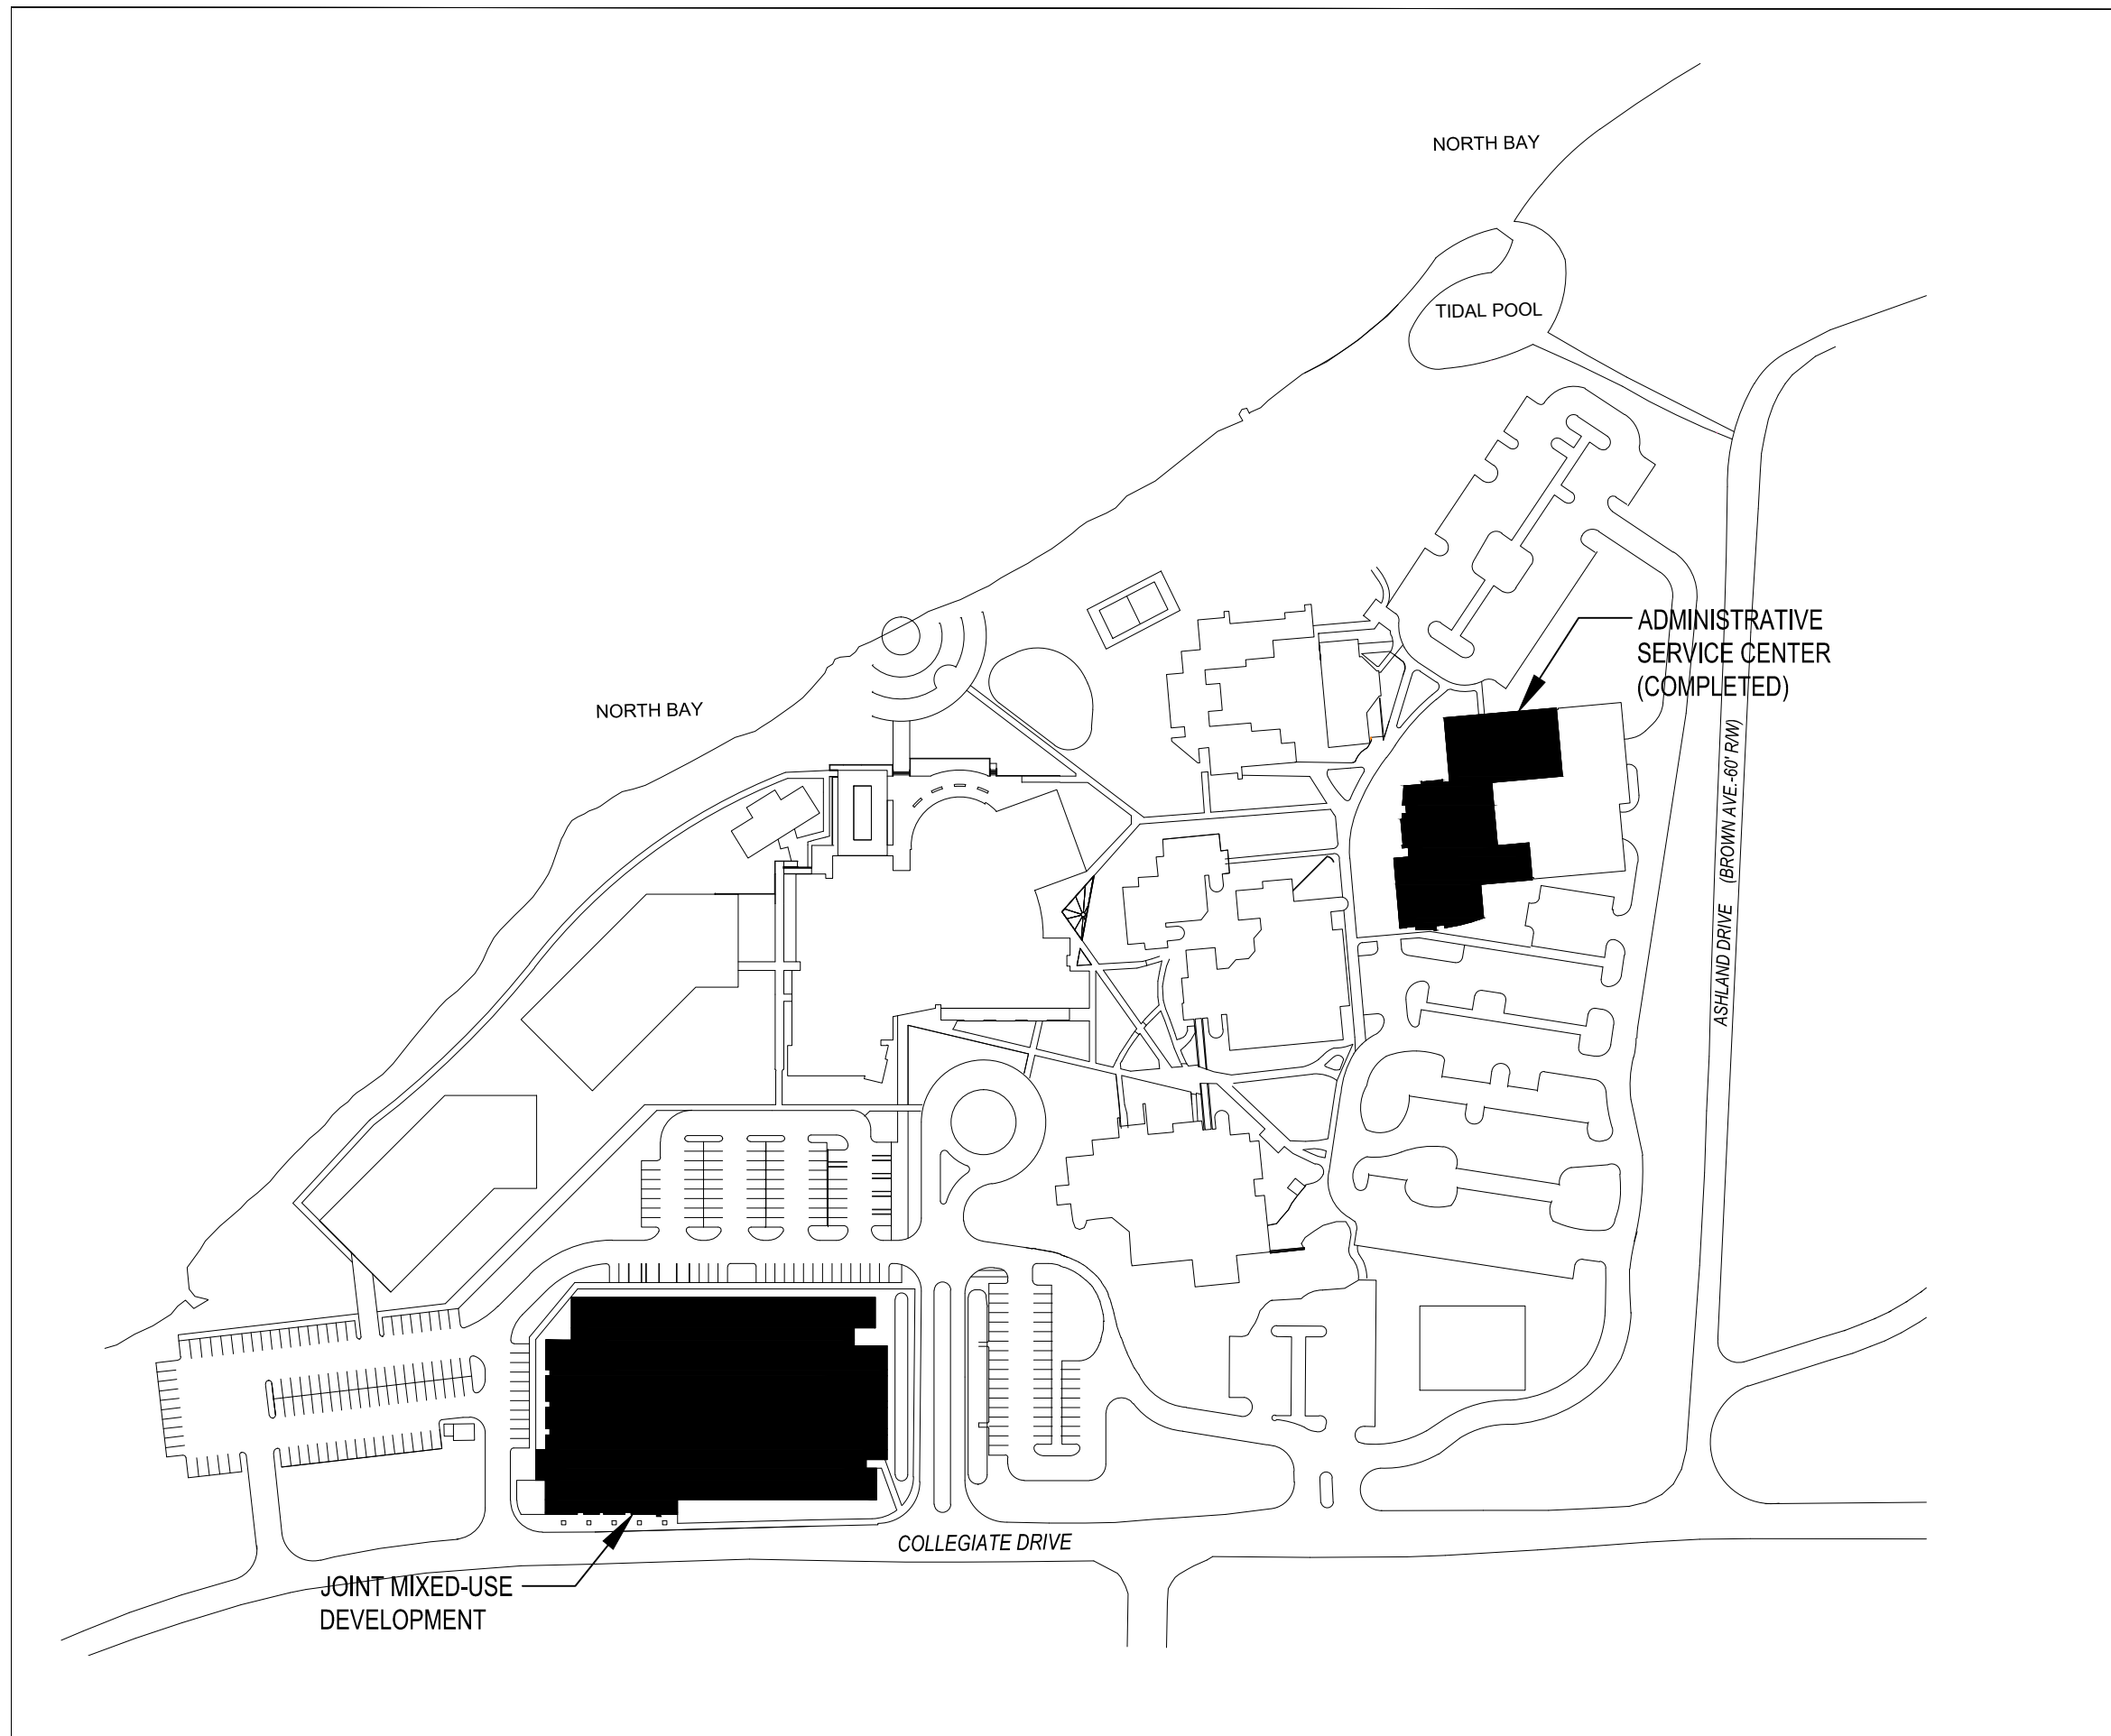 NORTH BAY
TIDAL POOL
ADMINISTRATIVE
SERVICE CENTER
(COMPLETED)
NORTH BAY
ASHLAND DRIVE (BROWN AVE.-60' R/W)
COLLEGIATE DRIVE
JOINT MIXED-USE
DEVELOPMENT